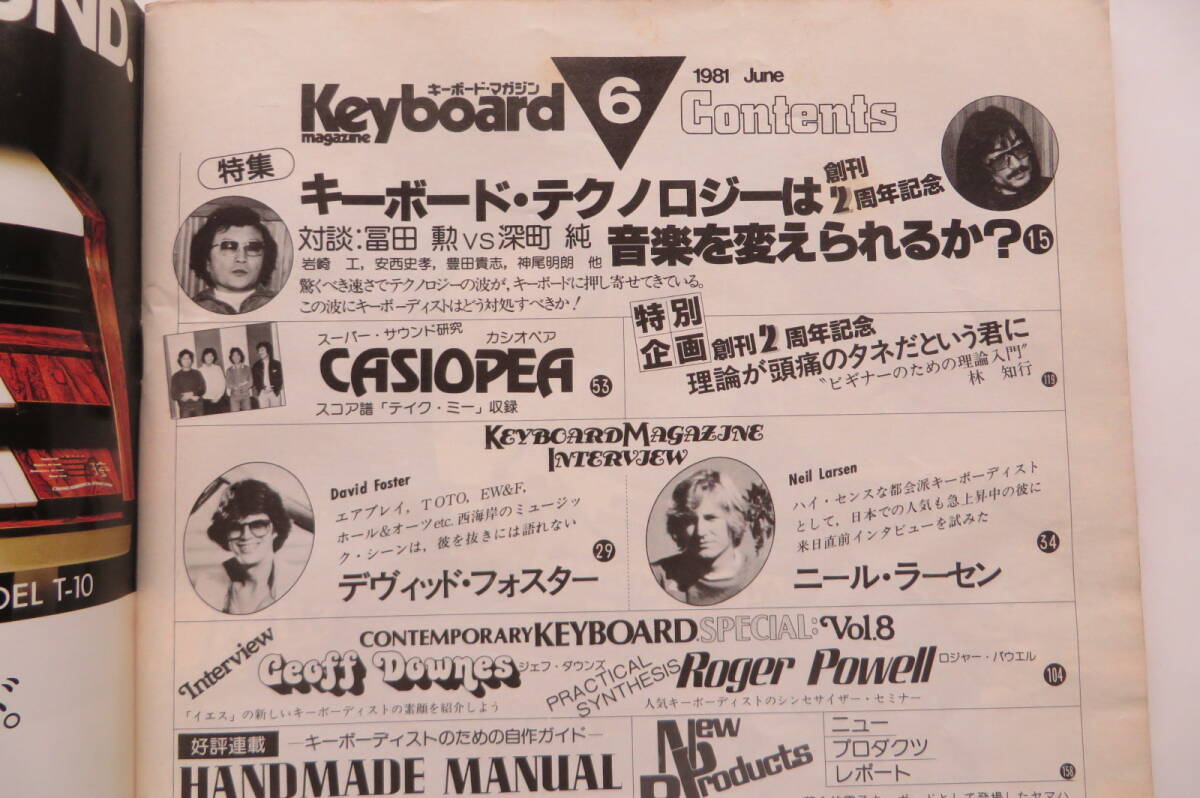 UND.
DEL T-10
キーボード・マガジン
Keyboard
magazine
6
1981 June
Contents
特集
キーボード・テクノロジーは
創刊
2周年記念
対談:冨田 勲 VS 深町 純
音楽を変えられるか?
15
岩崎 工, 安西史孝, 豊田貴志, 神尾明朗 他
驚くべき速さでテクノロジーの波が,キーボードに押し寄せてきている。
この波にキーボーディストはどう対処すべきか!
スーパー・サウンド研究 カシオペア
CASIOPEA
53
スコア譜「テイク・ミー」収録
特別
企画
創刊2周年記念
理論が頭痛のタネだという君に
"ビギナーのための理論入門"
林 知行
119
KEYBOARD MAGAZINE
INTERVIEW
David Foster
エアプレイ, TOTO, EW&F,
ホール&オーツetc. 西海岸のミュージッ
ク・シーンは, 彼を抜きには語れない
29
デヴィッド・フォスター
Neil Larsen
ハイ・センスな都会派キーボーディスト
として, 日本での人気も急上昇中の彼に
来日直前インタビューを試みた
34
ニール・ラーセン
CONTEMPORARY KEYBOARD. SPECIAL: Vol.8
Interview
Geoff Downes
ジェフ・ダウンズ
「イエス」の新しいキーボーディストの素顔を紹介しよう
PRACTICAL
SYNTHESIS
Roger Powell
ロジャー・パウエル
104
人気キーボーディストのシンセサイザー・セミナー
好評連載
―キーボーディストのための自作ガイド―
HANDMADE MANUAL
New
Products
ニュー
プロダクツ
レポート
158